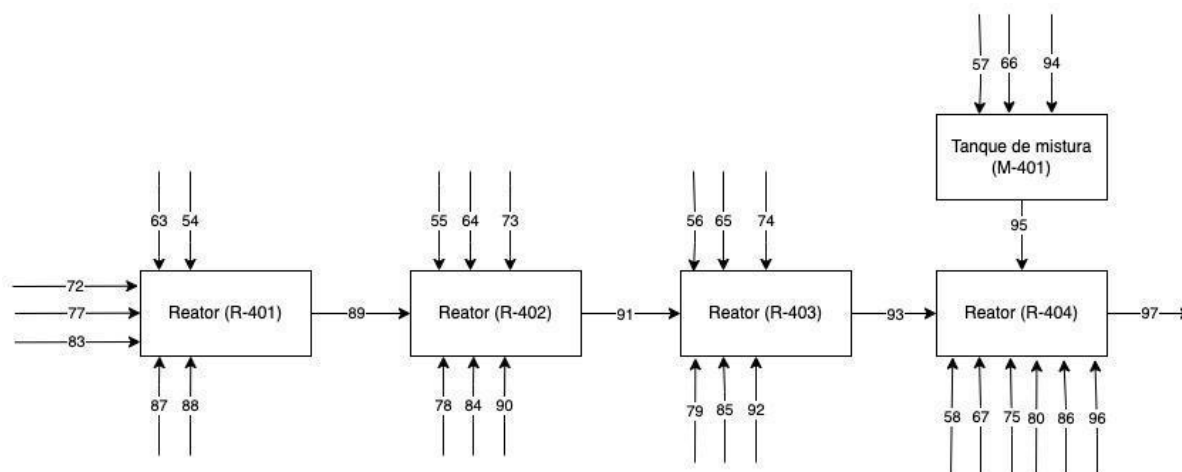 57 66 94
Tanque de mistura
(M-401)
63 54 55 64 73 56 65 74 95
72
77
83
Reator (R-401)
89
Reator (R-402)
91
Reator (R-403)
93
Reator (R-404)
97
87 88 78 84 90 79 85 92 58 67 75 80 86 96